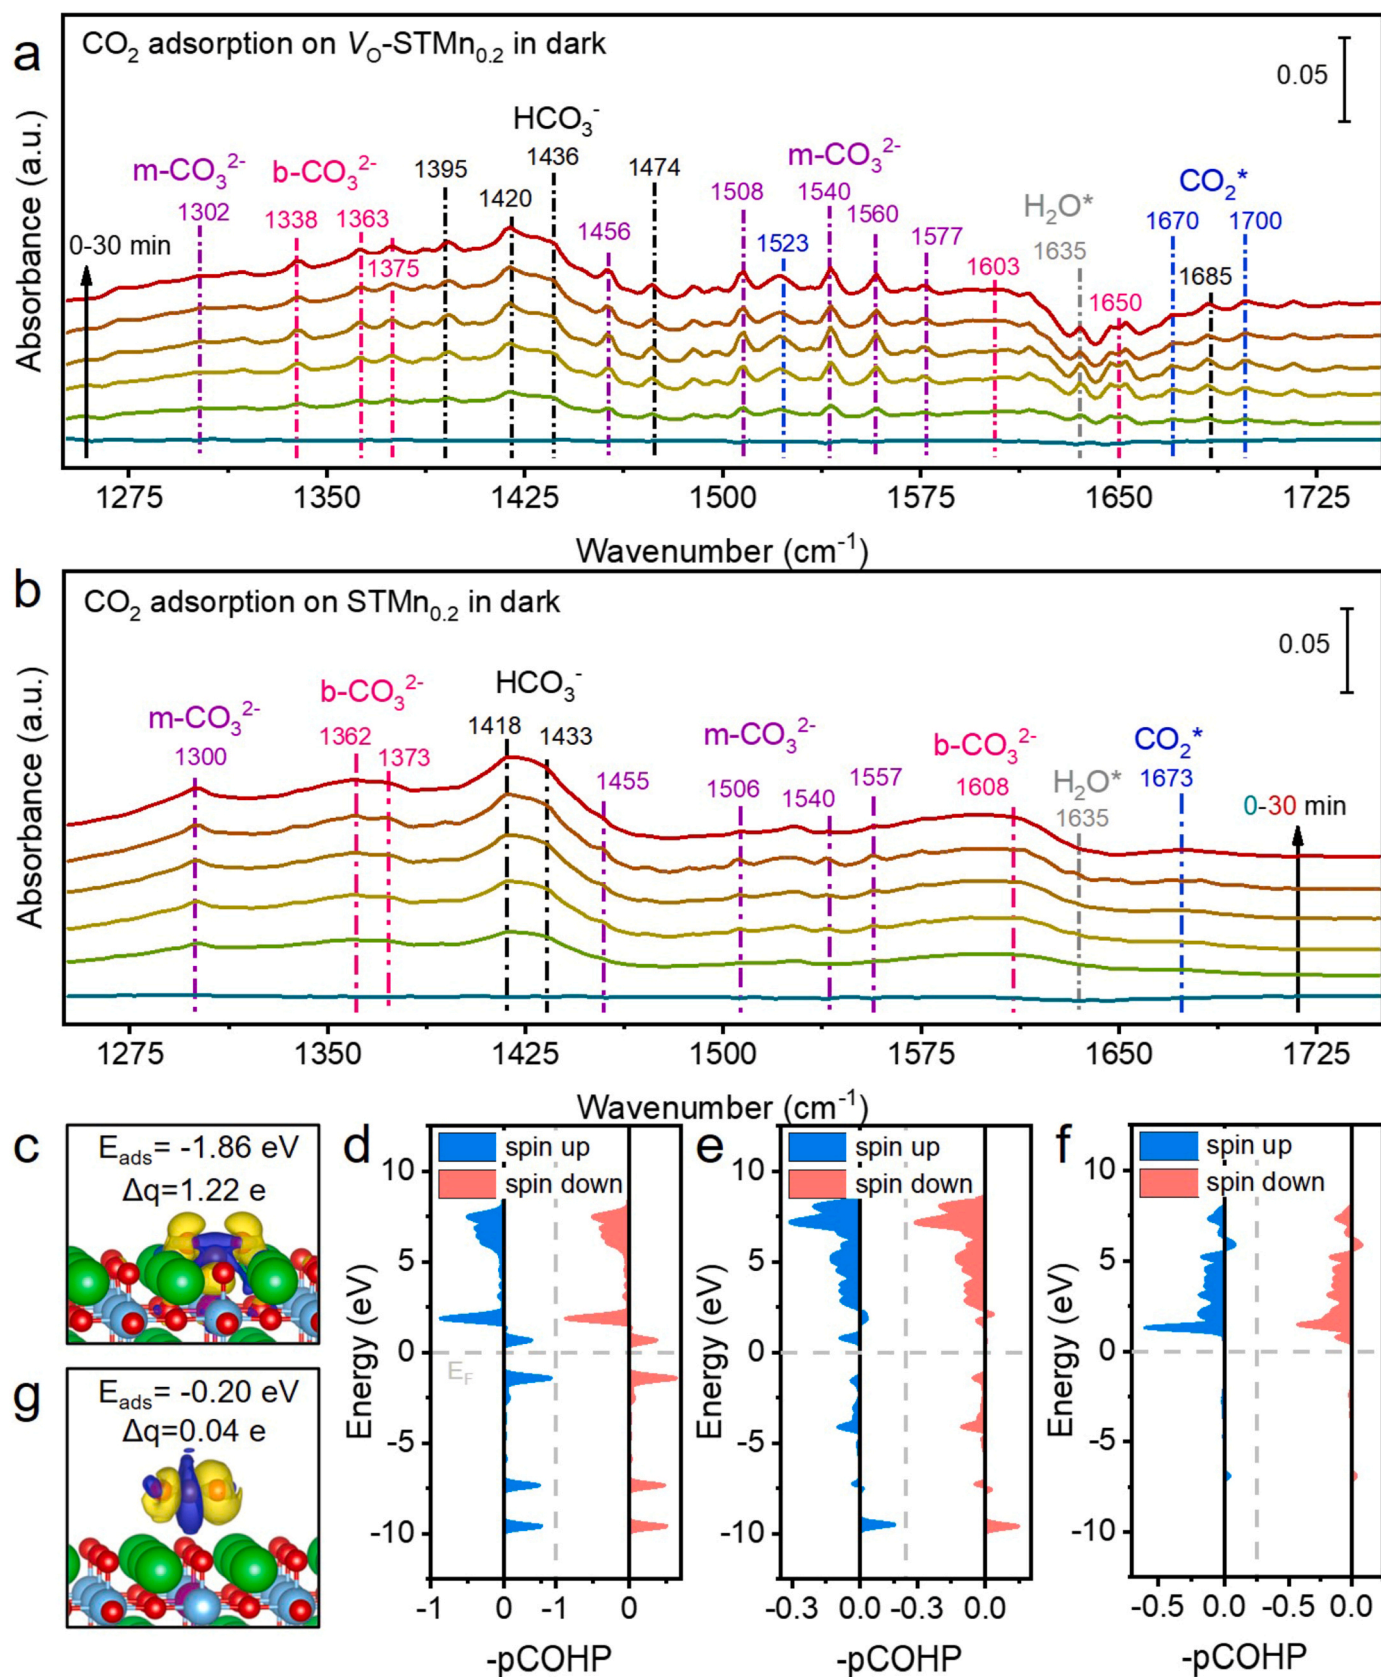 a
CO₂ adsorption on V_O-STMn₀.₂ in dark
0.05
HCO₃⁻
m-CO₃²⁻
b-CO₃²⁻
1395
1436
1474
m-CO₃²⁻
CO₂*
1302
1338
1363
1420
1508
1540
H₂O*
1670
1700
0-30 min
1375
1456
1523
1560
1577
1603
1635
1650
1685
Absorbance (a.u.)
1275
1350
1425
1500
1575
1650
1725
Wavenumber (cm⁻¹)
b
CO₂ adsorption on STMn₀.₂ in dark
0.05
m-CO₃²⁻
b-CO₃²⁻
HCO₃⁻
m-CO₃²⁻
b-CO₃²⁻
H₂O*
CO₂*
1300
1362
1373
1418
1433
1455
1506
1540
1557
1608
1635
1673
0-30 min
Absorbance (a.u.)
1275
1350
1425
1500
1575
1650
1725
Wavenumber (cm⁻¹)
c
E_ads= -1.86 eV
Δq=1.22 e
d
spin up
spin down
10
5
0
-5
-10
E_F
Energy (eV)
-1
0
-1
0
-pCOHP
e
spin up
spin down
10
5
0
-5
-10
Energy (eV)
-0.3
0.0
-0.3
0.0
-pCOHP
f
spin up
spin down
10
5
0
-5
-10
Energy (eV)
-0.5
0.0
-0.5
0.0
-pCOHP
g
E_ads= -0.20 eV
Δq=0.04 e